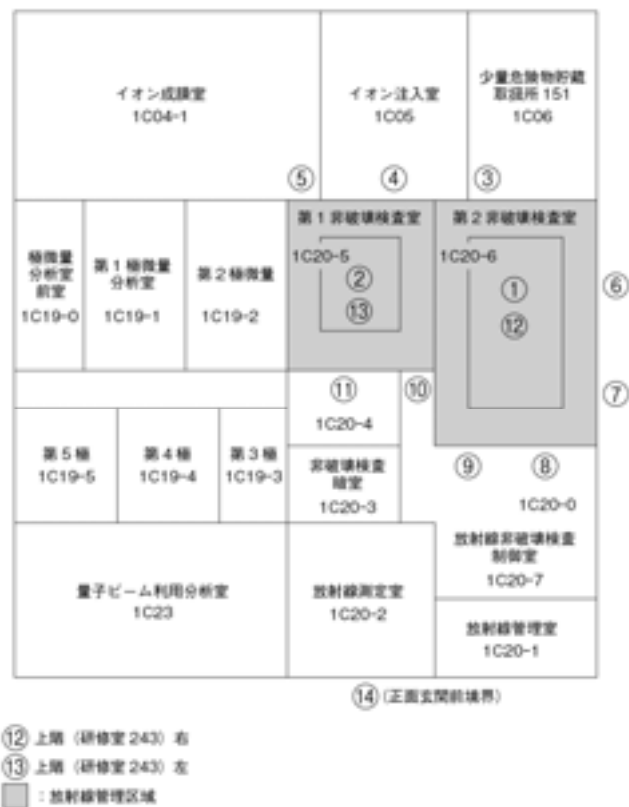 イオン成膜室
1C04-1
イオン注入室
1C05
少量危険物貯蔵
取扱所 151
1C06
⑤
④
③
極微量
分析室
前室
1C19-0
第1極微量
分析室
1C19-1
第2極微量
1C19-2
第1非破壊検査室
1C20-5
②
⑬
第2非破壊検査室
1C20-6
①
⑫
⑥
⑦
⑪
1C20-4
⑩
第5極
1C19-5
第4極
1C19-4
第3極
1C19-3
非破壊検査
暗室
1C20-3
⑨
⑧
1C20-0
放射線非破壊検査
制御室
1C20-7
量子ビーム利用分析室
1C23
放射線測定室
1C20-2
放射線管理室
1C20-1
⑭(正面玄関前境界)
⑫ 上階(研修室243)右
⑬ 上階(研修室243)左
:放射線管理区域